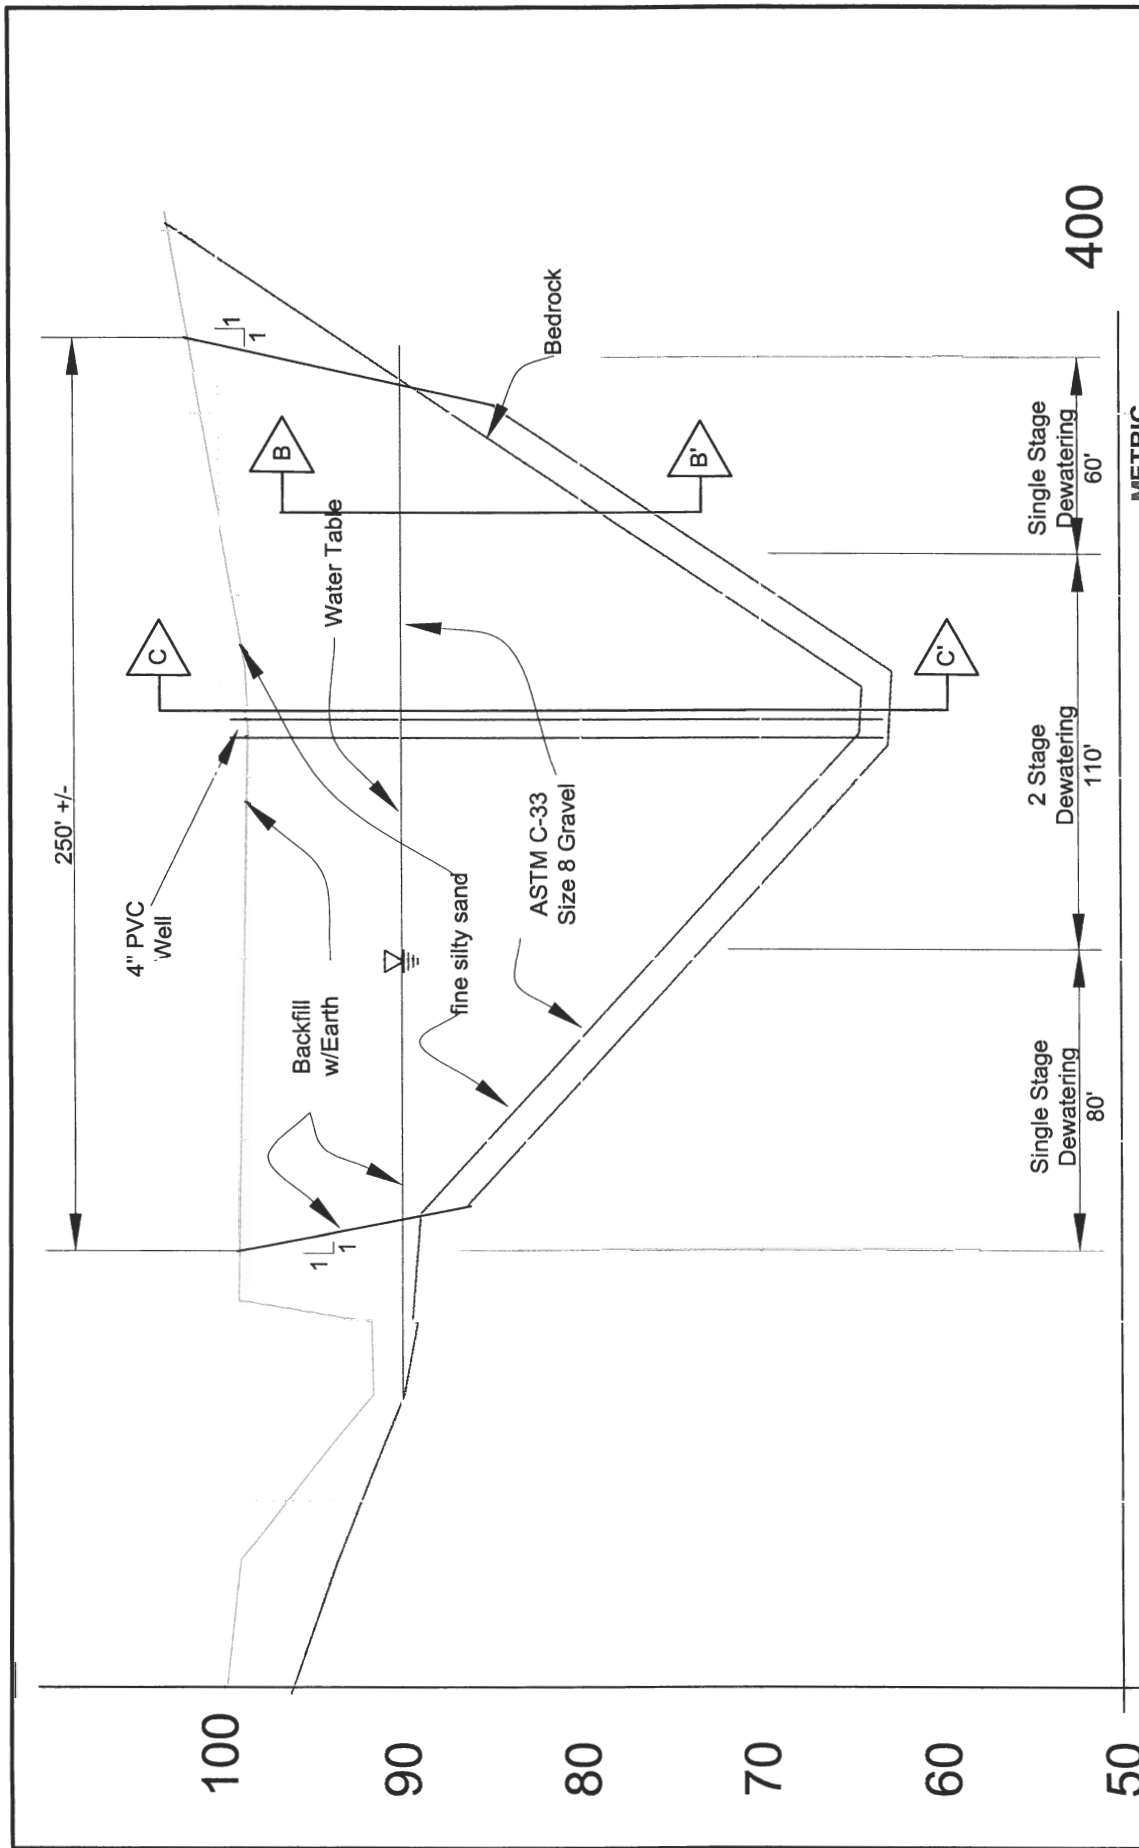 250' +/-
4" PVC
Well
C
B
1
1
Backfill
w/Earth
Water Table
1
1
fine silty sand
ASTM C-33
Size 8 Gravel
Bedrock
B'
C'
Single Stage
Dewatering
80'
2 Stage
Dewatering
110'
Single Stage
Dewatering
60'
100
90
80
70
60
50
400
METRIC